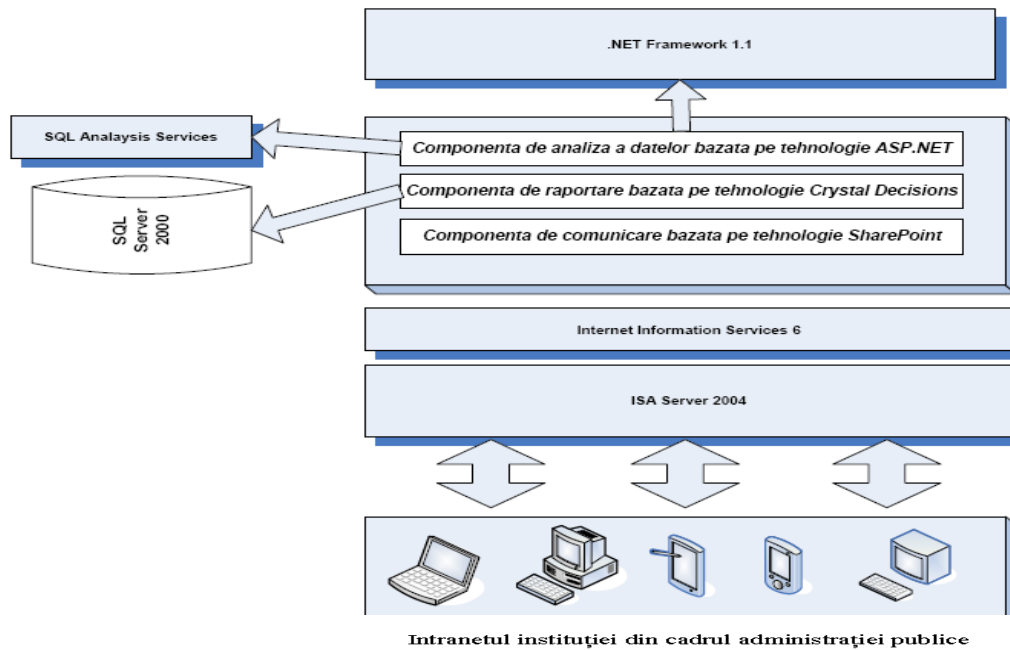 .NET Framework 1.1
SQL Analaysis Services
Componenta de analiza a datelor bazata pe tehnologie ASP.NET
Componenta de raportare bazata pe tehnologie Crystal Decisions
Componenta de comunicare bazata pe tehnologie SharePoint
SQL
Server
2000
Internet Information Services 6
ISA Server 2004
Intranetul instituţiei din cadrul administraţiei publice